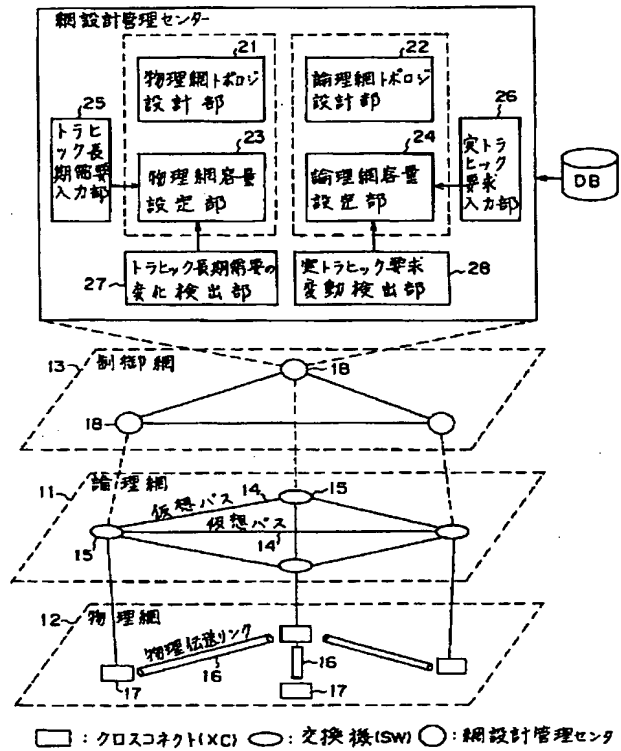 網設計管理センター
21
物理網トポロジ
設計部
22
論理網トポロジ
設計部
25
トラヒ
ック長
期需要
入力部
23
物理網容量
設定部
24
論理網容量
設定部
26
実トラ
ヒック
要求
入力部
DB
27
トラヒック長期需要の
変化検出部
実トラヒック要求
変動検出部
28
13
制御網
18
18
11
論理網
14
15
仮想パス
仮想パス
15
14
12
物理網
物理伝送リンク
16
16
17
17
:クロスコネクト(XC)
:交換機(SW)
:網設計管理センタ